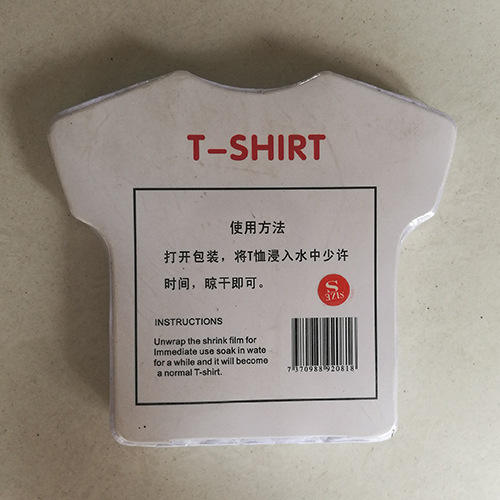 T-SHIRT
使用方法
打开包装，将T恤浸入水中少许
时间，晾干即可。
S
SIZE
INSTRUCTIONS
Unwrap the shrink film for
Immediate use soak in wate
for a while and it will become
a normal T-shirt.
7 370988 920818